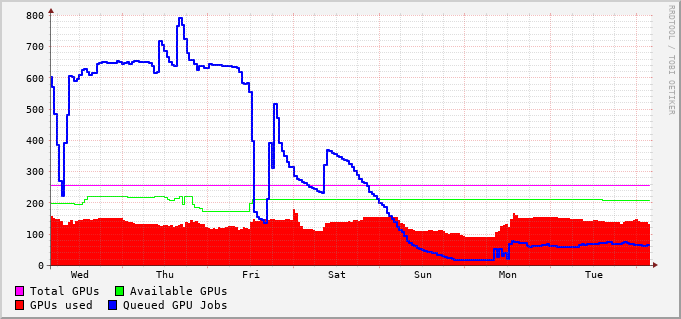 800
700
600
500
400
300
200
100
0
Wed Thu Fri Sat Sun Mon Tue
Total GPUs Available GPUs
GPUs used Queued GPU Jobs
RRDTOOL / TOBI OETIKER